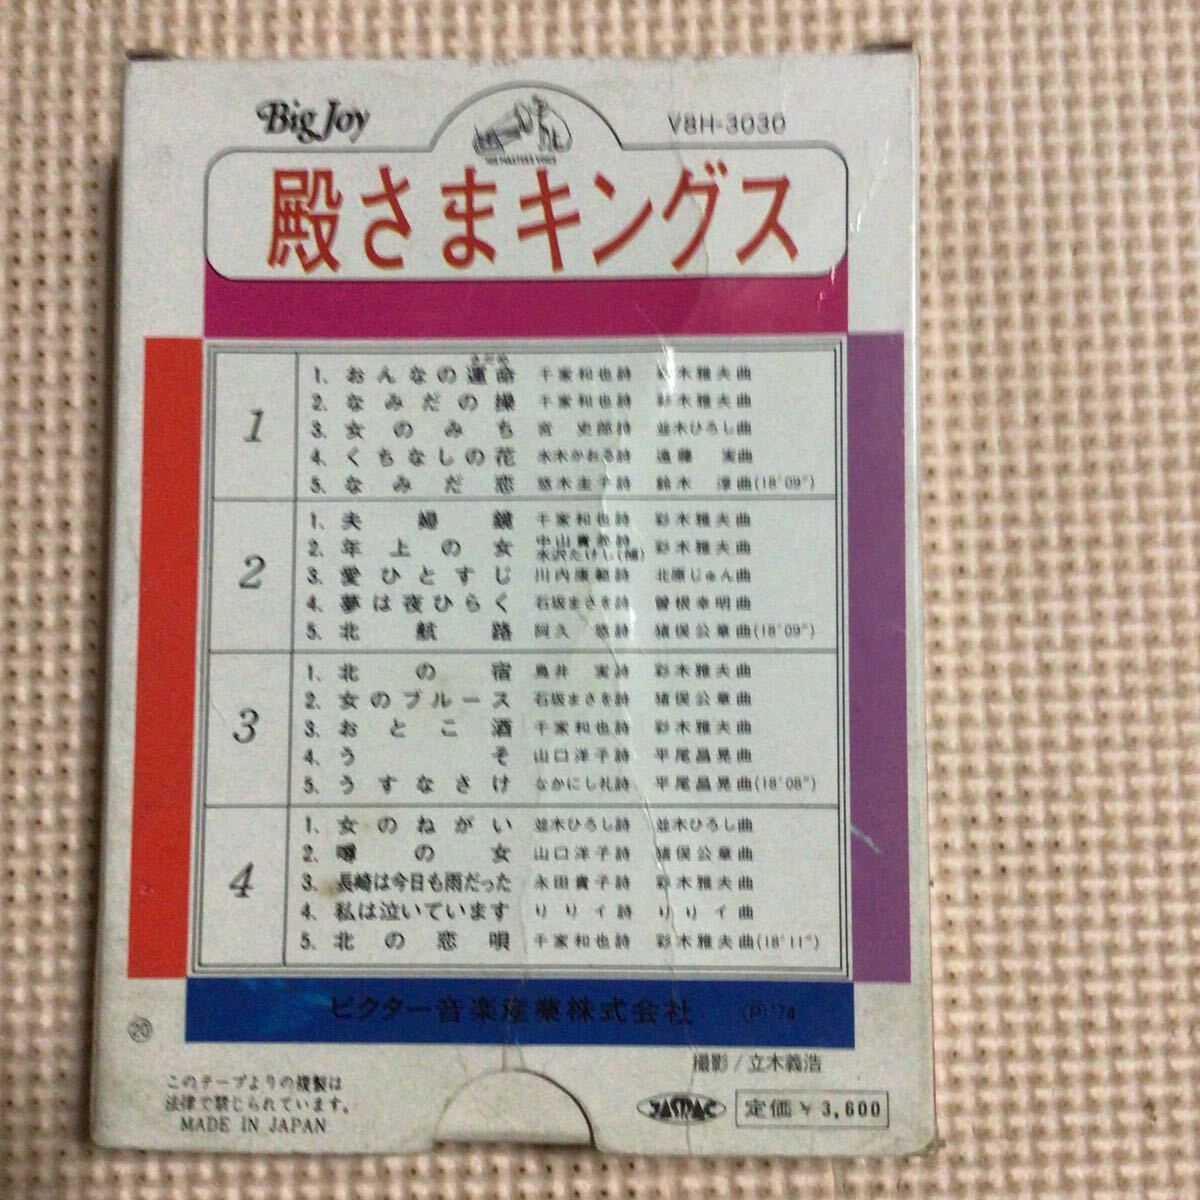 Big Joy
HIS MASTER'S VOICE
V8H-3030
殿さまキングス
1
1. おんなの運命 千家和也詩 彩木雅夫曲
さだめ
2. なみだの操 千家和也詩 彩木雅夫曲
3. 女のみち 宮 史郎詩 並木ひろし曲
4. くちなしの花 水木かおる詩 遠藤 実曲
5. なみだ恋 悠木圭子詩 鈴木 淳曲(18'09")
2
1. 夫婦鏡 千家和也詩 彩木雅夫曲
2. 年上の女 中山貴美詩 水沢たけし(補) 彩木雅夫曲
3. 愛ひとすじ 川内康範詩 北原じゅん曲
4. 夢は夜ひらく 石坂まさを詩 曽根幸明曲
5. 北航路 阿久 悠詩 猪俣公章曲(18'09")
3
1. 北の宿 鳥井 実詩 彩木雅夫曲
2. 女のブルース 石坂まさを詩 猪俣公章曲
3. おとこ酒 千家和也詩 彩木雅夫曲
4. うそ 山口洋子詩 平尾昌晃曲
5. うすなさけ なかにし礼詩 平尾昌晃曲(18'08")
4
1. 女のねがい 並木ひろし詩 並木ひろし曲
2. 噂の女 山口洋子詩 猪俣公章曲
3. 長崎は今日も雨だった 永田貴子詩 彩木雅夫曲
4. 私は泣いています りりィ詩 りりィ曲
5. 北の恋唄 千家和也詩 彩木雅夫曲(18'11")
ビクター音楽産業株式会社 Ⓟ'74
⑳
撮影/立木義浩
このテープよりの複製は
法律で禁じられています。
MADE IN JAPAN
JASRAC
定価 ¥3,600